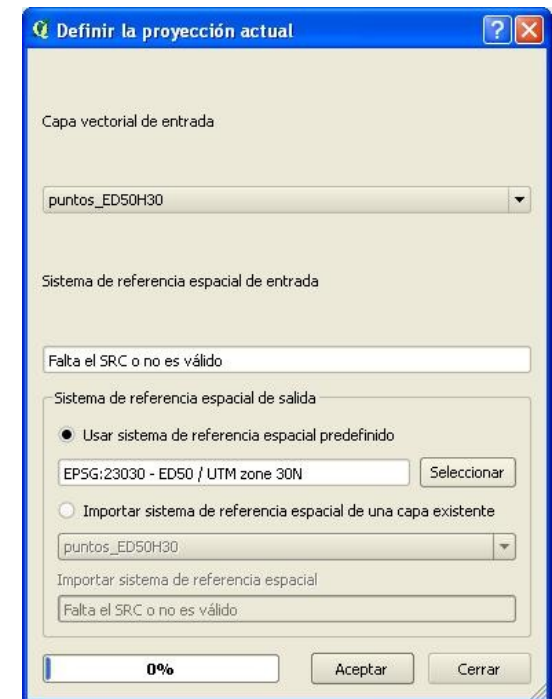 Definir la proyección actual
Capa vectorial de entrada
puntos_ED50H30
Sistema de referencia espacial de entrada
Falta el SRC o no es válido
Sistema de referencia espacial de salida
Usar sistema de referencia espacial predefinido
EPSG:23030 - ED50 / UTM zone 30N
Seleccionar
Importar sistema de referencia espacial de una capa existente
puntos_ED50H30
Importar sistema de referencia espacial
Falta el SRC o no es válido
0%
Aceptar
Cerrar